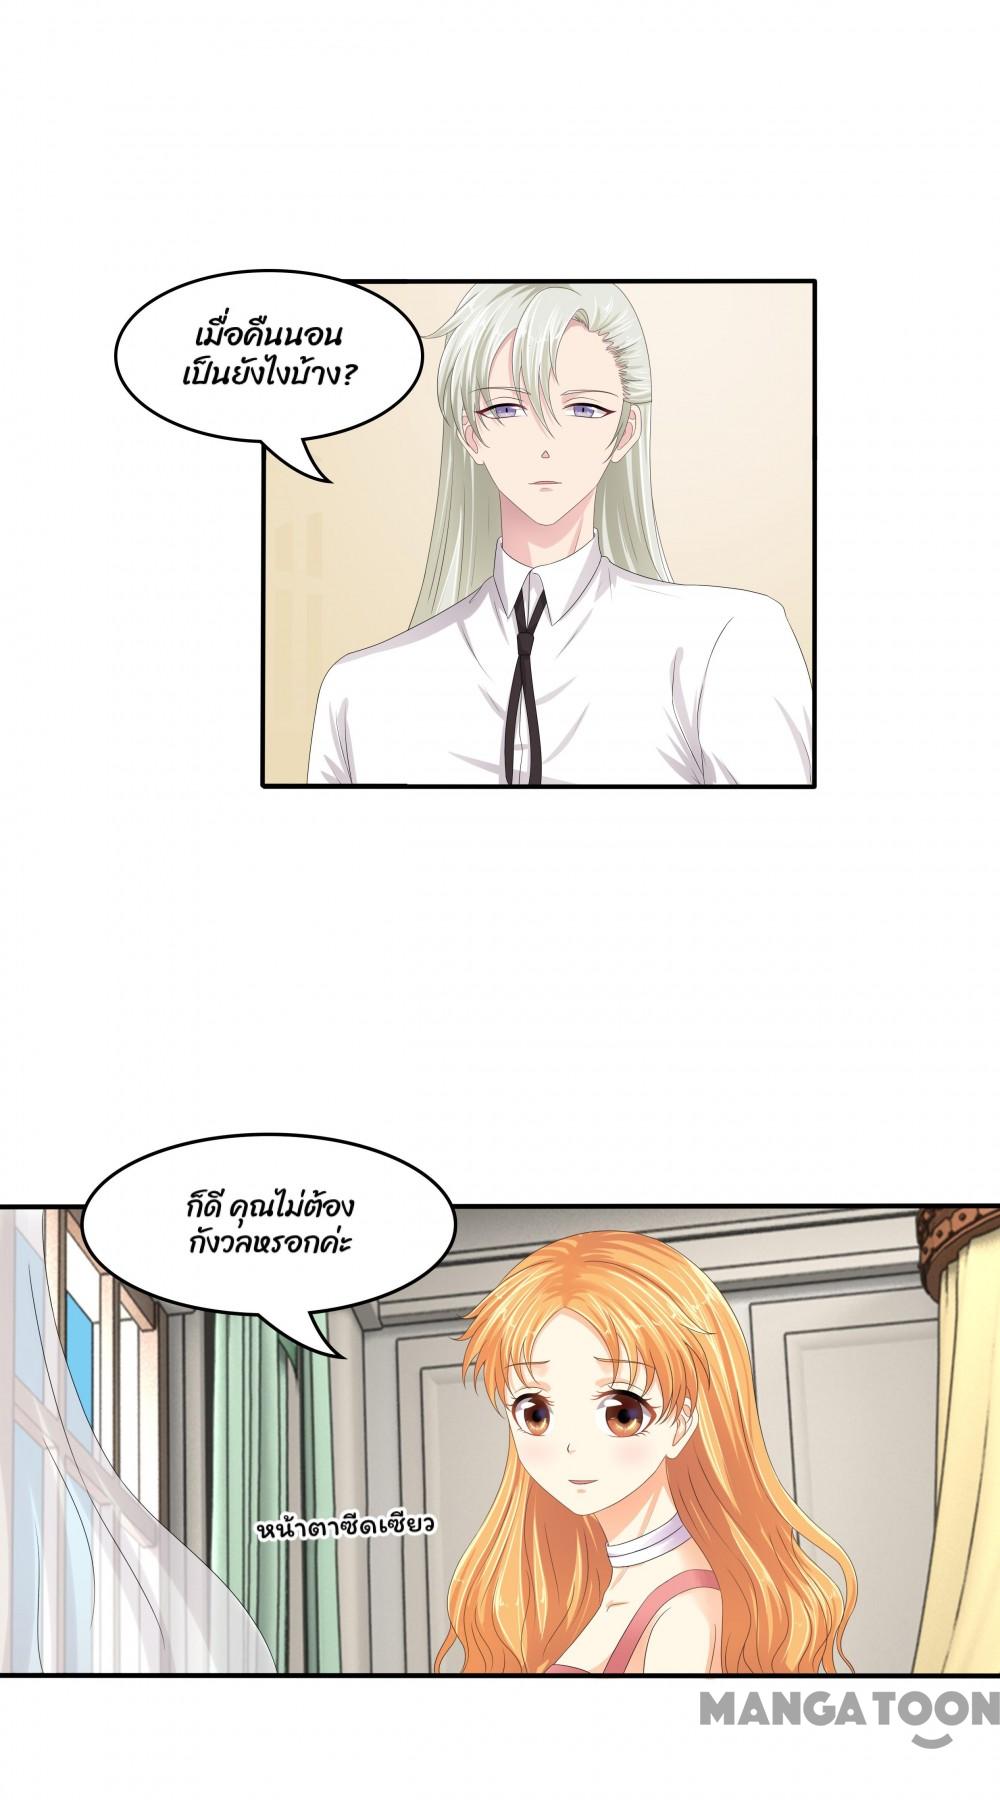 เมื่อคืนนอน
เป็นยังไงบ้าง?
ก็ดี คุณไม่ต้อง
กังวลหรอกค่ะ
หน้าตาซีดเซียว
MANGATOON